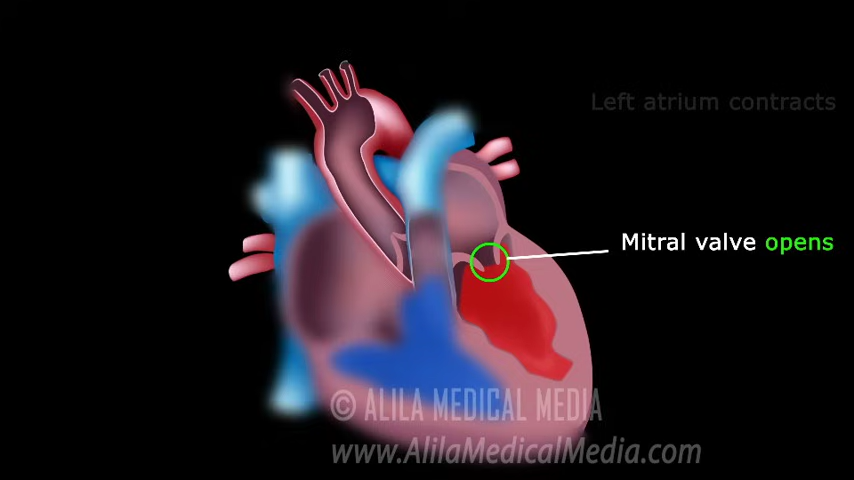 Left atrium contracts
Mitral valve opens
© ALILA MEDICAL MEDIA
www.AlilaMedicalMedia.com